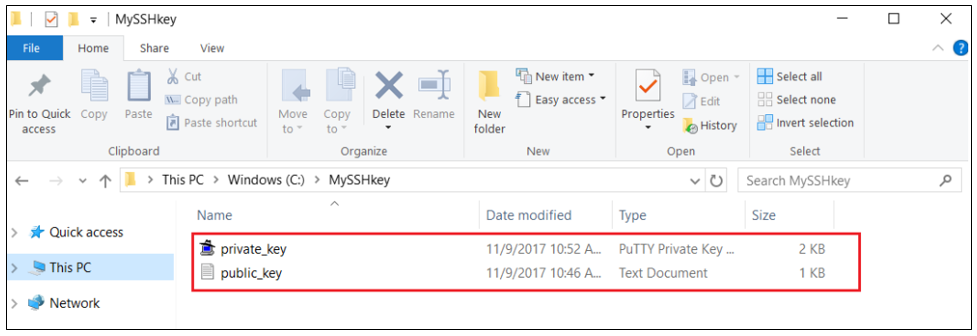 MySSHkey
File Home Share View
Pin to Quick access
Copy
Paste
Cut
Copy path
Paste shortcut
Clipboard
Move to
Copy to
Delete
Rename
Organize
New folder
New item
Easy access
New
Properties
Open
Edit
History
Open
Select all
Select none
Invert selection
Select
This PC > Windows (C:) > MySSHkey
Search MySSHkey
Quick access
This PC
Network
Name Date modified Type Size
private_key 11/9/2017 10:52 A... PuTTY Private Key ... 2 KB
public_key 11/9/2017 10:46 A... Text Document 1 KB